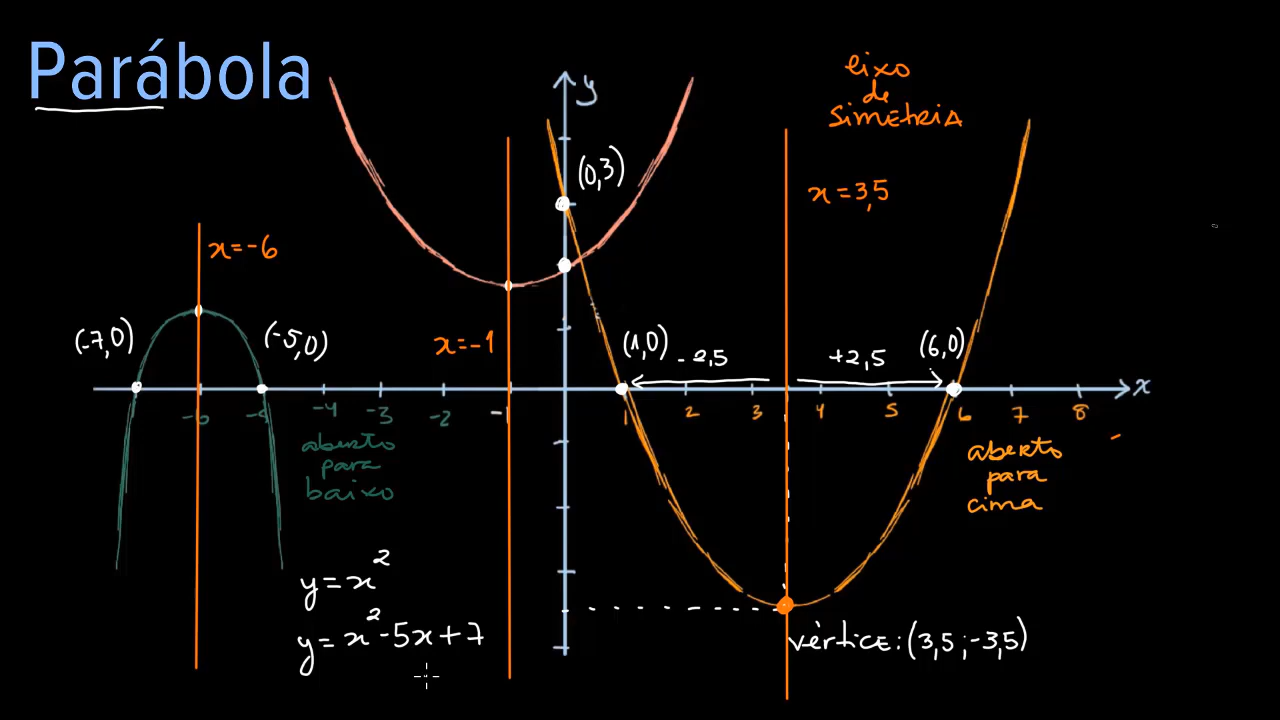 Parábola
y
eixo
de
simetria
(0,3)
x=3,5
x=-6
(-7,0)
(-5,0)
x=-1
(1,0)
-2,5
+2,5
(6,0)
x
-6 -5 -4 -3 -2 -1 1 2 3 4 5 6 7 8
aberto
para
baixo
aberto
para
cima
y=x²
y=x²-5x+7
vértice:(3,5;-3,5)